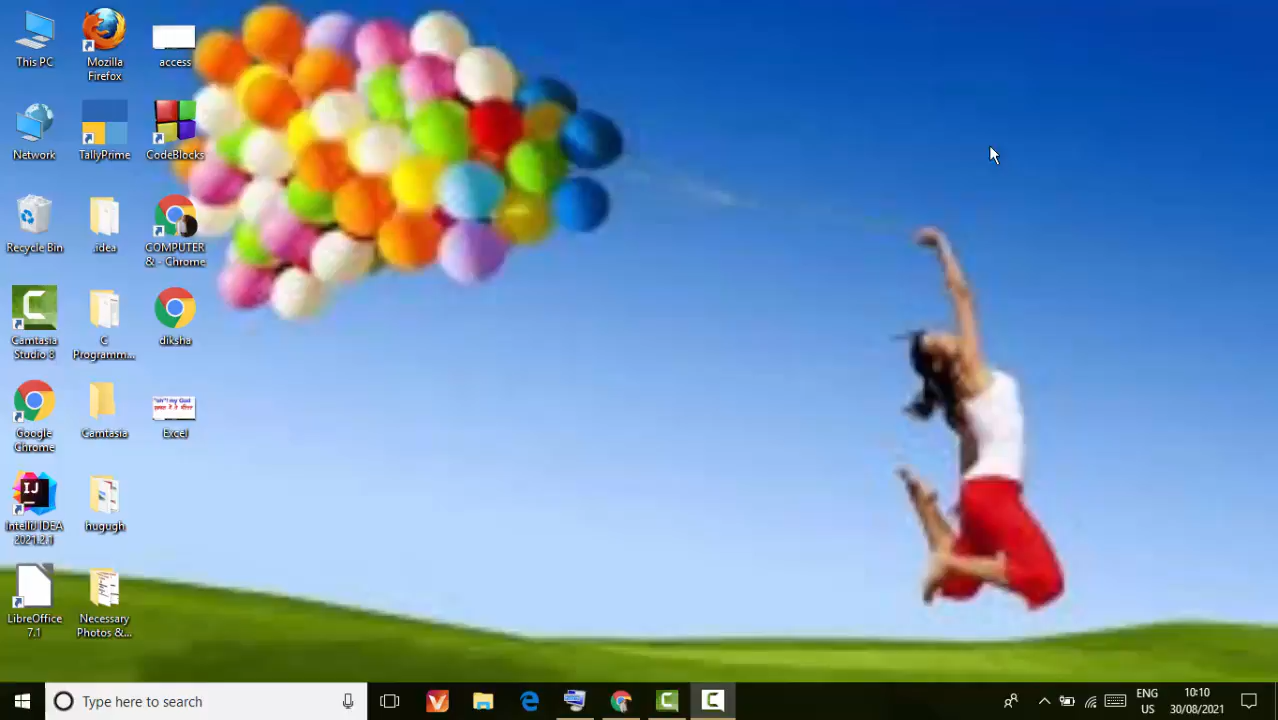 This PC
Mozilla
Firefox
access
Network
TallyPrime
CodeBlocks
Recycle Bin
.idea
COMPUTER
& - Chrome
Camtasia
Studio 8
C
Programm...
diksha
Google
Chrome
Camtasia
Excel
IJ
IntelliJ IDEA
2021.2.1
hugugh
LibreOffice
7.1
Necessary
Photos &...
Type here to search
ENG
US
10:10
30/08/2021